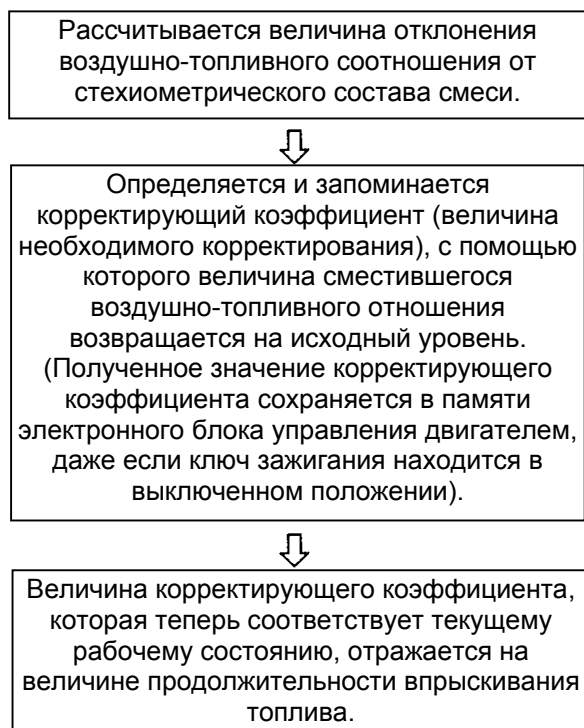 Рассчитывается величина отклонения
воздушно-топливного соотношения от
стехиометрического состава смеси.
Определяется и запоминается
корректирующий коэффициент (величина
необходимого корректирования), с помощью
которого величина сместившегося
воздушно-топливного отношения
возвращается на исходный уровень.
(Полученное значение корректирующего
коэффициента сохраняется в памяти
электронного блока управления двигателем,
даже если ключ зажигания находится в
выключенном положении).
Величина корректирующего коэффициента,
которая теперь соответствует текущему
рабочему состоянию, отражается на
величине продолжительности впрыскивания
топлива.